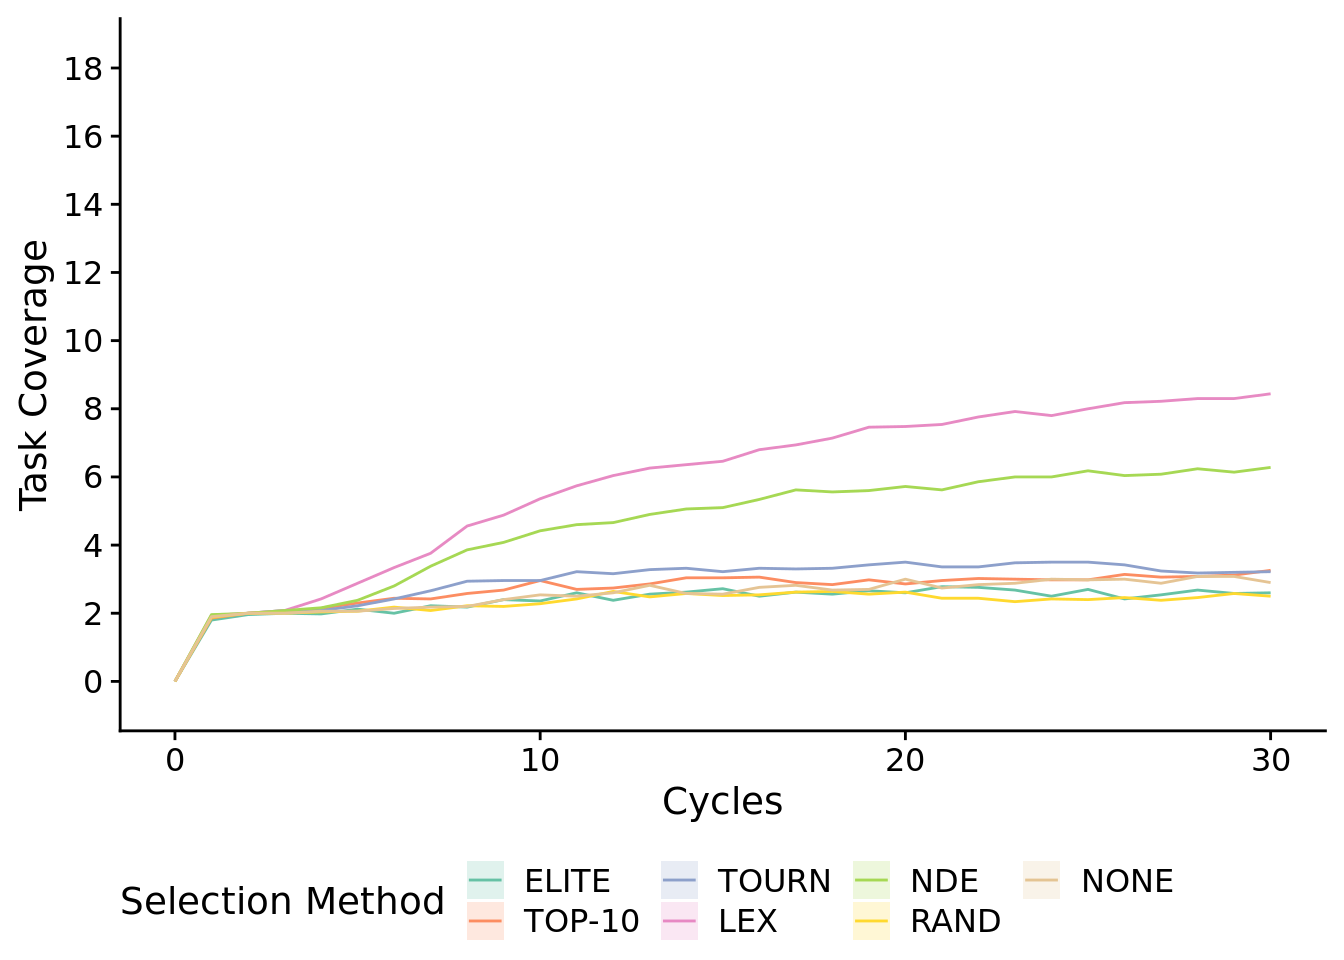 18
16
14
12
10
8
6
4
2
0
Task Coverage
0 10 20 30
Cycles
Selection Method
ELITE TOURN NDE NONE
TOP-10 LEX RAND